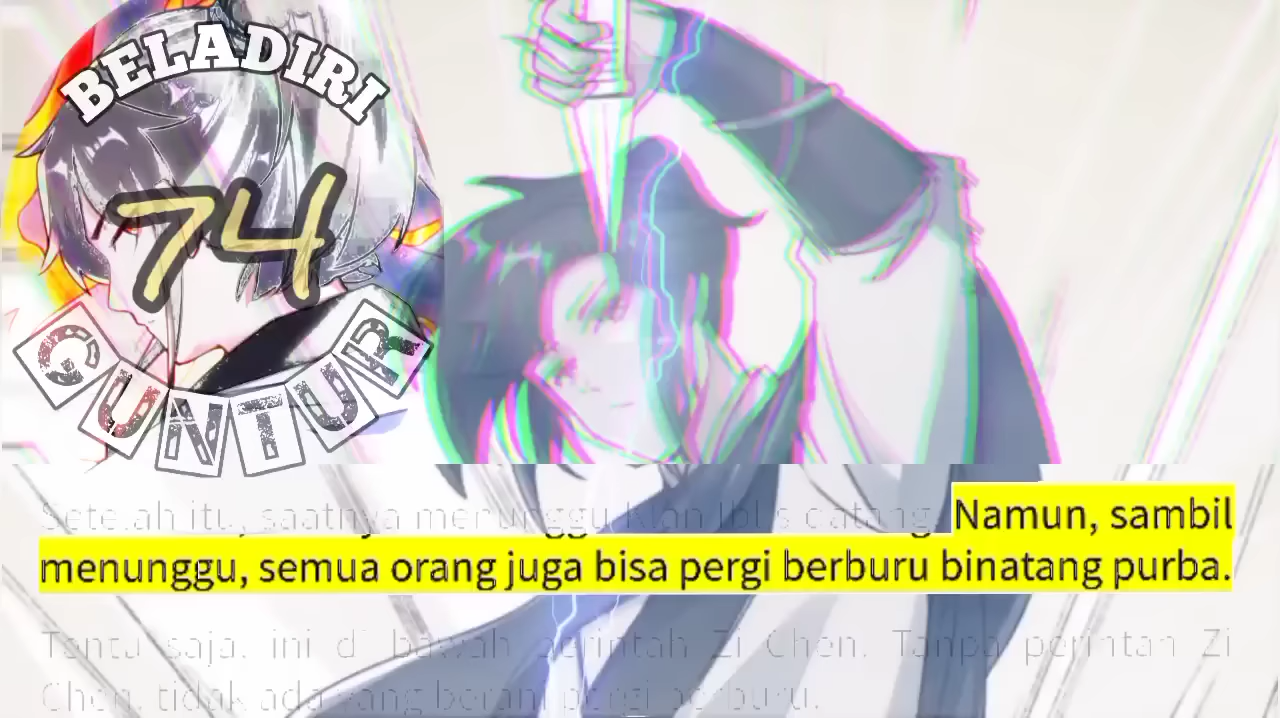 BELADIRI
74
GUNTUR
Setelah itu, saatnya menunggu klan Iblis datang. Namun, sambil
menunggu, semua orang juga bisa pergi berburu binatang purba.
Tentu saja, ini di bawah perintah Zi Chen. Tanpa perintah Zi
Chen, tidak ada yang berani pergi berburu.